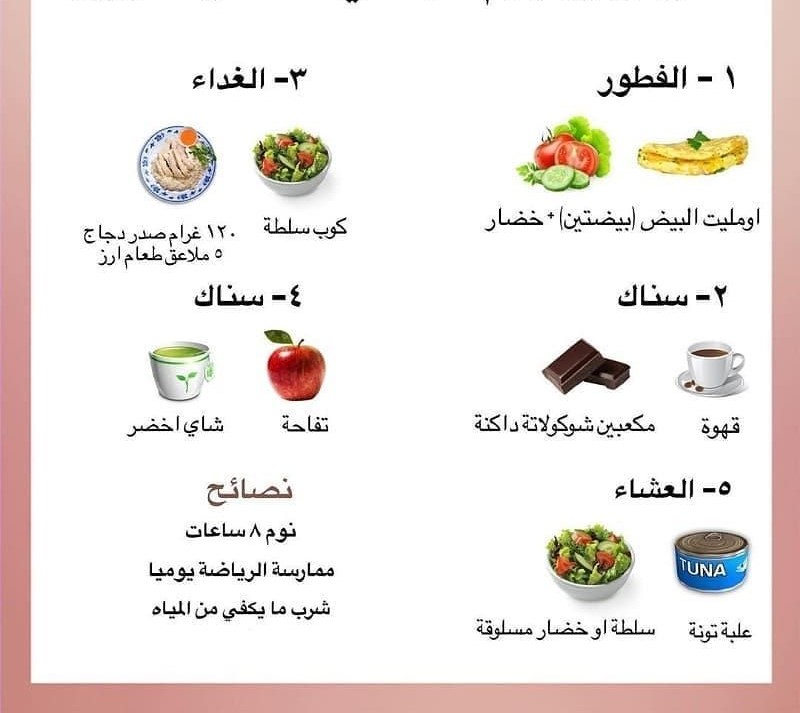 ١ - الفطور
اومليت البيض (بيضتين) + خضار
٢- سناك
قهوة
مكعبين شوكولاتة داكنة
٣- الغداء
كوب سلطة
١٢٠ غرام صدر دجاج
٥ ملاعق طعام ارز
٤- سناك
تفاحة
شاي اخضر
٥- العشاء
TUNA
علبة تونة
سلطة او خضار مسلوقة
نصائح
نوم ٨ ساعات
ممارسة الرياضة يوميا
شرب ما يكفي من المياه